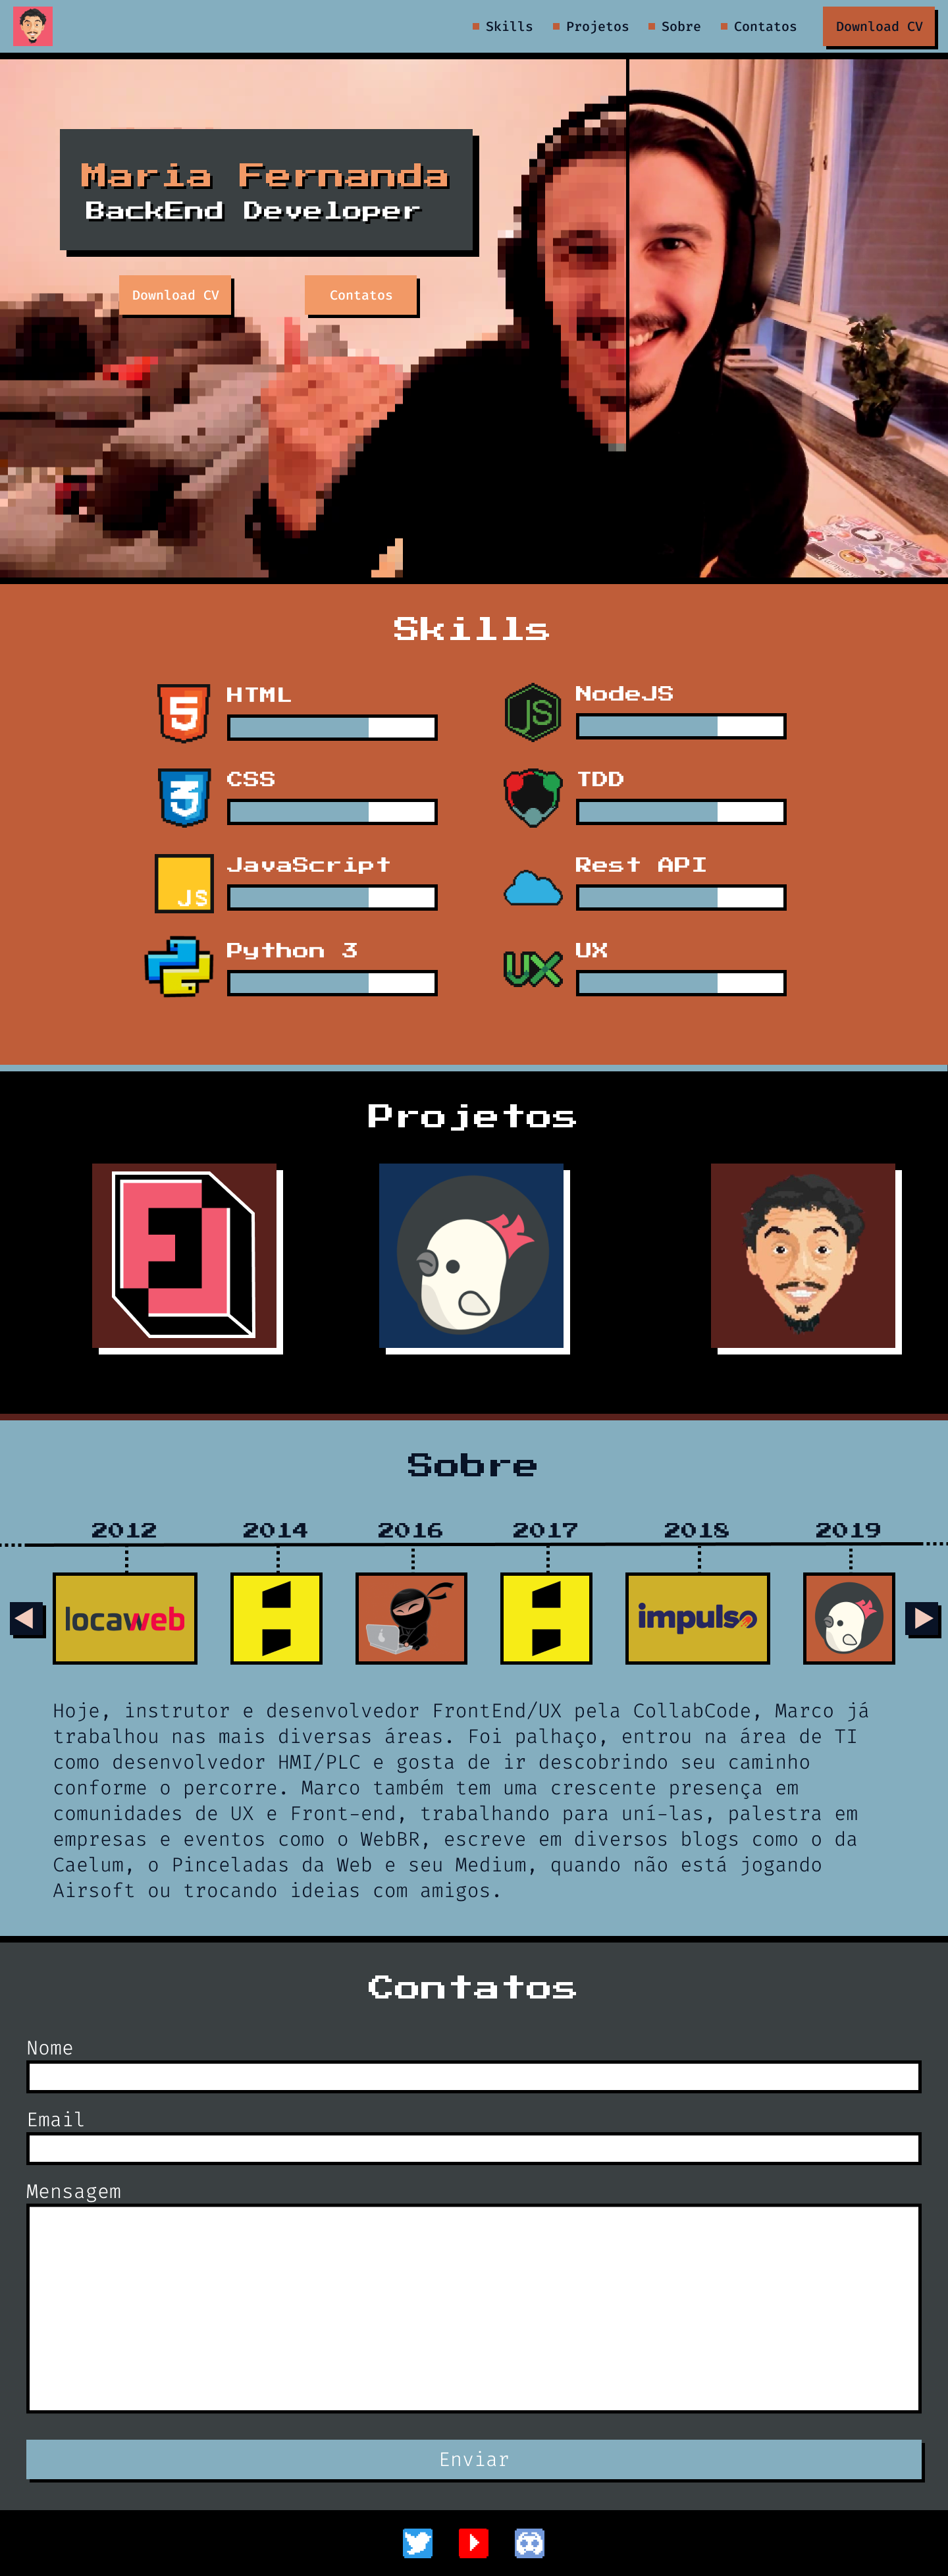 Skills
Projetos
Sobre
Contatos
Download CV
Maria Fernanda
BackEnd Developer
Download CV
Contatos
Skills
HTML
NodeJS
JS
CSS
TDD
JavaScript
JS
Rest API
Python 3
UX
UX
Projetos
Sobre
2012
2014
2016
2017
2018
2019
locaweb
impulso
Hoje, instrutor e desenvolvedor FrontEnd/UX pela CollabCode, Marco já
trabalhou nas mais diversas áreas. Foi palhaço, entrou na área de TI
como desenvolvedor HMI/PLC e gosta de ir descobrindo seu caminho
conforme o percorre. Marco também tem uma crescente presença em
comunidades de UX e Front-end, trabalhando para uní-las, palestra em
empresas e eventos como o WebBR, escreve em diversos blogs como o da
Caelum, o Pinceladas da Web e seu Medium, quando não está jogando
Airsoft ou trocando ideias com amigos.
Contatos
Nome
Email
Mensagem
Enviar